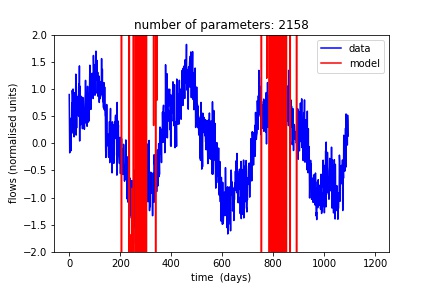 number of parameters: 2158
2.0
1.5
1.0
0.5
0.0
−0.5
−1.0
−1.5
−2.0
flows (normalised units)
data
model
0 200 400 600 800 1000 1200
time (days)